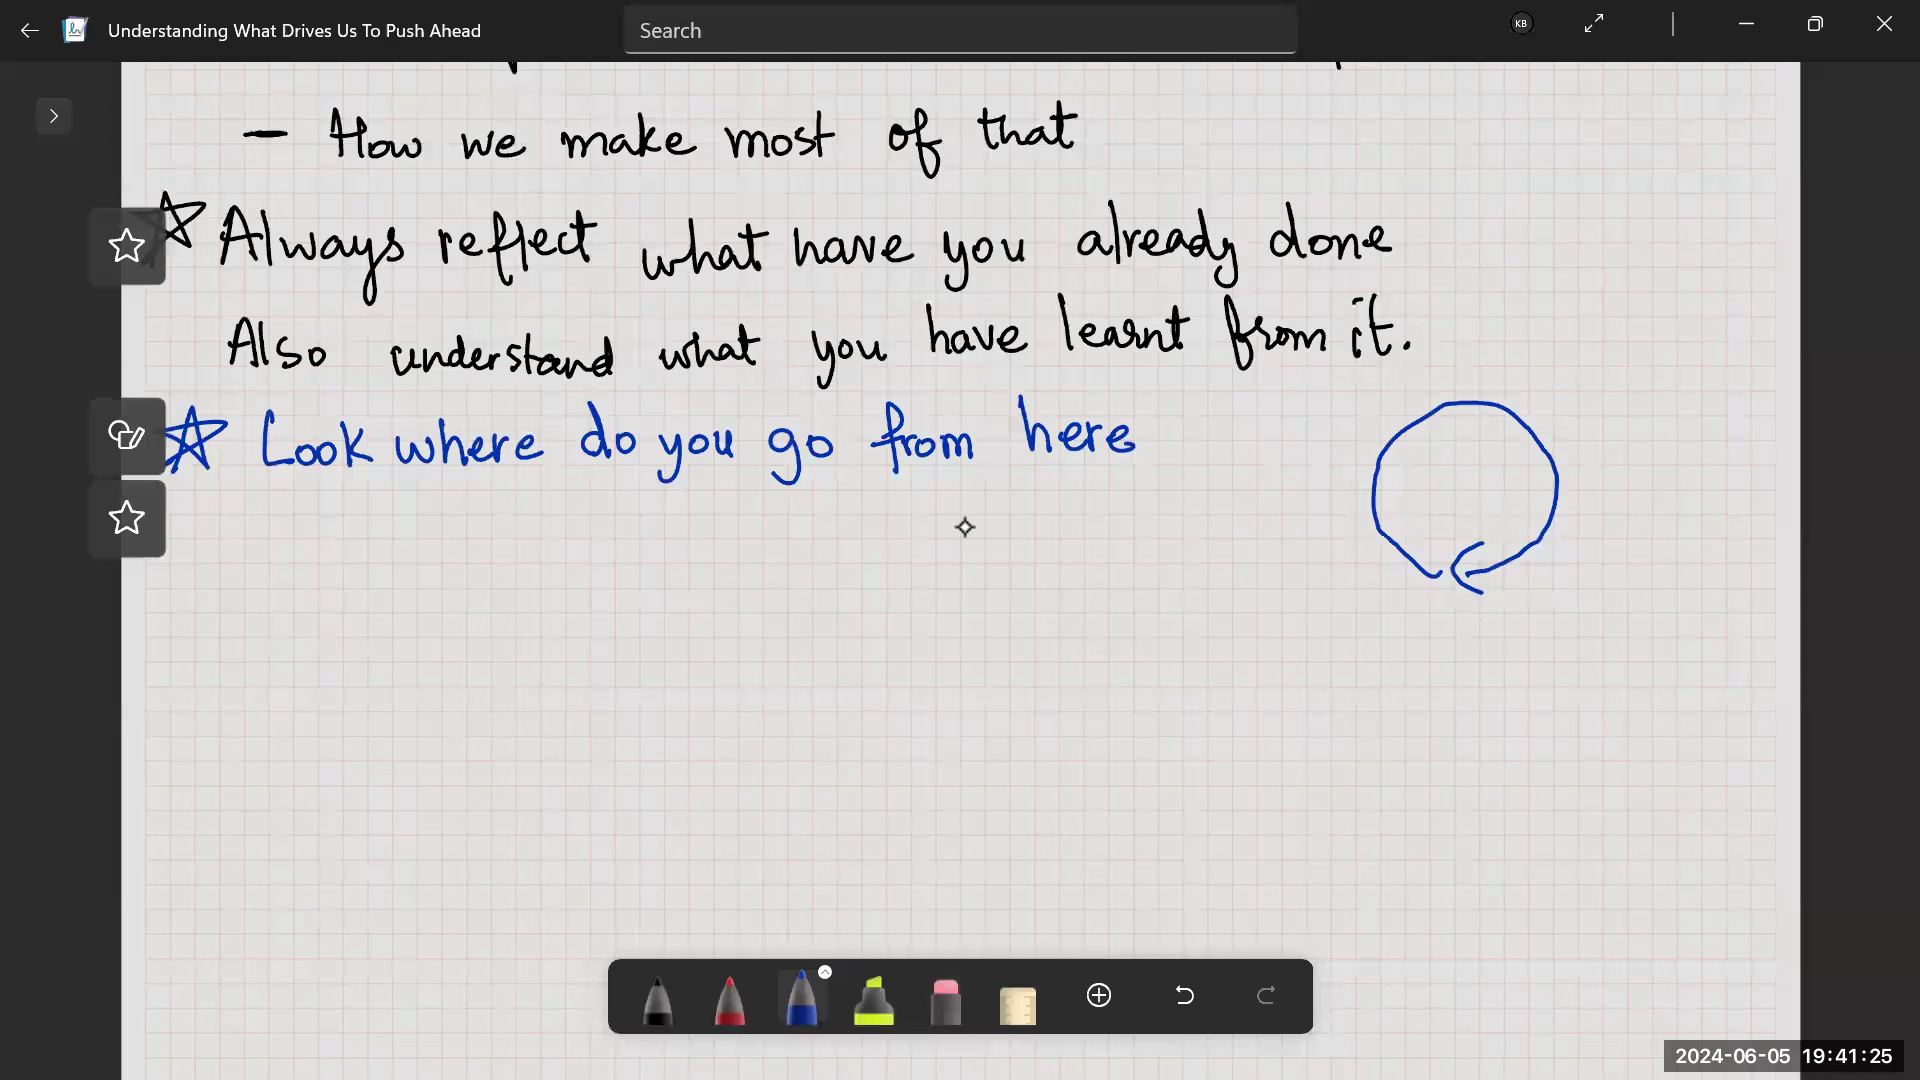 Understanding What Drives Us To Push Ahead
Search
KB
- How we make most of that
Always reflect what have you already done
Also understand what you have learnt from it.
Look where do you go from here
2024-06-05 19:41:25